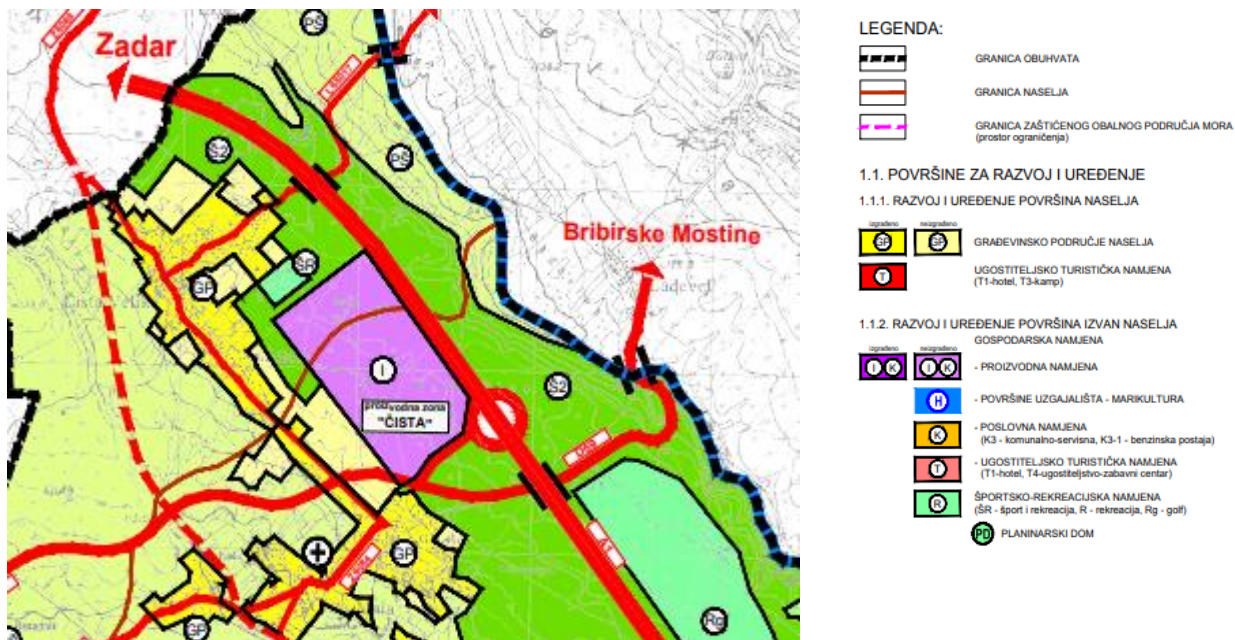 Zadar
PŠ
PŠ
Š2
Bribirske Mostine
ŠR
GP
I
proizvodna zona
"ČISTA"
Š2
D59
A1
GP
GP
Rg
LEGENDA:
GRANICA OBUHVATA
GRANICA NASELJA
GRANICA ZAŠTIĆENOG OBALNOG PODRUČJA MORA
(prostor ograničenja)
1.1. POVRŠINE ZA RAZVOJ I UREĐENJE
1.1.1. RAZVOJ I UREĐENJE POVRŠINA NASELJA
izgrađeno neizgrađeno
GP GP GRAĐEVINSKO PODRUČJE NASELJA
T UGOSTITELJSKO TURISTIČKA NAMJENA
(T1-hotel, T3-kamp)
1.1.2. RAZVOJ I UREĐENJE POVRŠINA IZVAN NASELJA
GOSPODARSKA NAMJENA
izgrađeno neizgrađeno
I K I K - PROIZVODNA NAMJENA
H - POVRŠINE UZGAJALIŠTA - MARIKULTURA
K - POSLOVNA NAMJENA
(K3 - komunalno-servisna, K3-1 - benzinska postaja)
T - UGOSTITELJSKO TURISTIČKA NAMJENA
(T1-hotel, T4-ugostiteljstvo-zabavni centar)
R ŠPORTSKO-REKREACIJSKA NAMJENA
(ŠR - šport i rekreacija, R - rekreacija, Rg - golf)
PD PLANINARSKI DOM